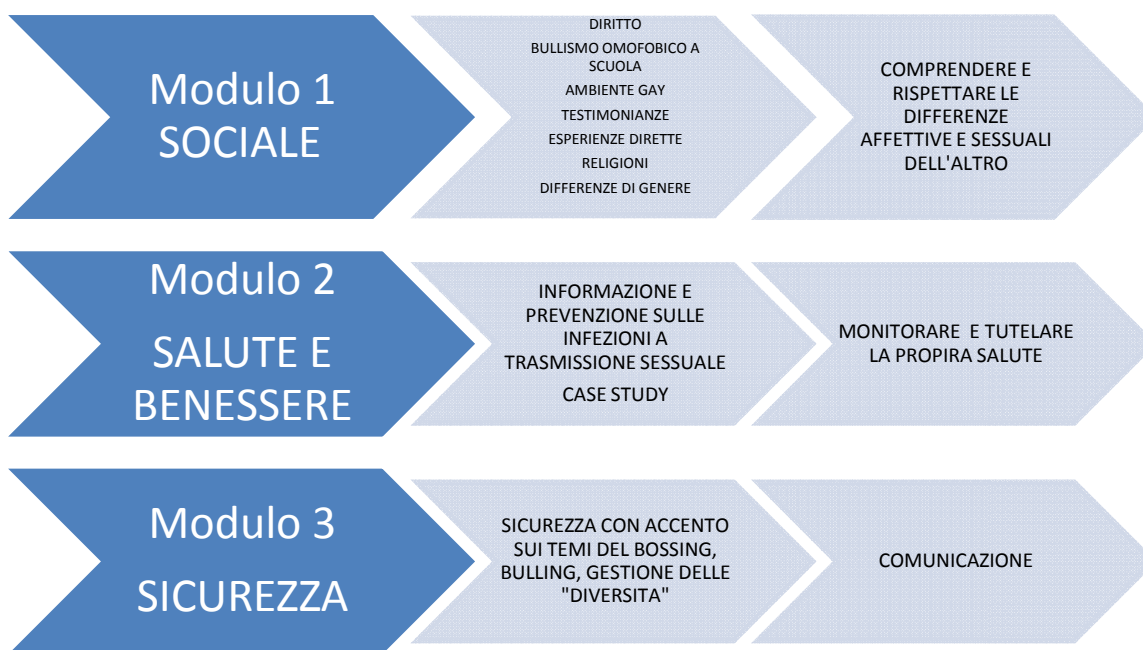 Modulo 1
SOCIALE
DIRITTO
BULLISMO OMOFOBICO A
SCUOLA
AMBIENTE GAY
TESTIMONIANZE
ESPERIENZE DIRETTE
RELIGIONI
DIFFERENZE DI GENERE
COMPRENDERE E
RISPETTARE LE
DIFFERENZE
AFFETTIVE E SESSUALI
DELL'ALTRO
Modulo 2
SALUTE E
BENESSERE
INFORMAZIONE E
PREVENZIONE SULLE
INFEZIONI A
TRASMISSIONE SESSUALE
CASE STUDY
MONITORARE E TUTELARE
LA PROPIRA SALUTE
Modulo 3
SICUREZZA
SICUREZZA CON ACCENTO
SUI TEMI DEL BOSSING,
BULLING, GESTIONE DELLE
"DIVERSITA"
COMUNICAZIONE